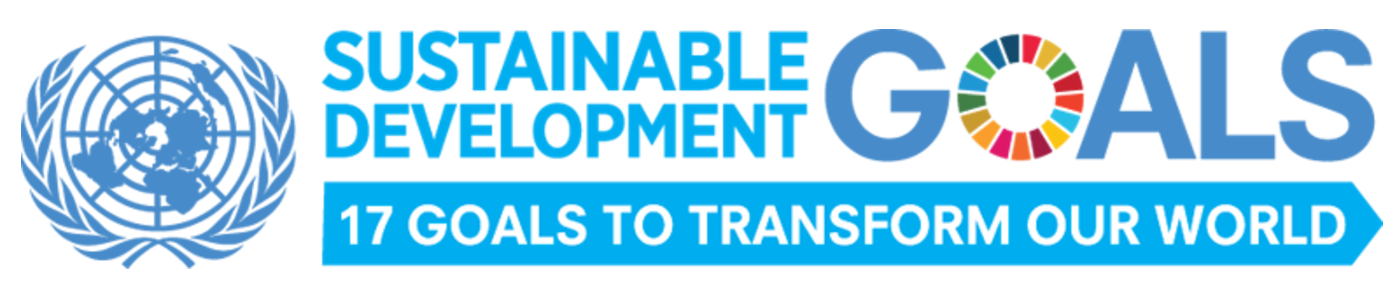 SUSTAINABLE
DEVELOPMENT
GOALS
17 GOALS TO TRANSFORM OUR WORLD